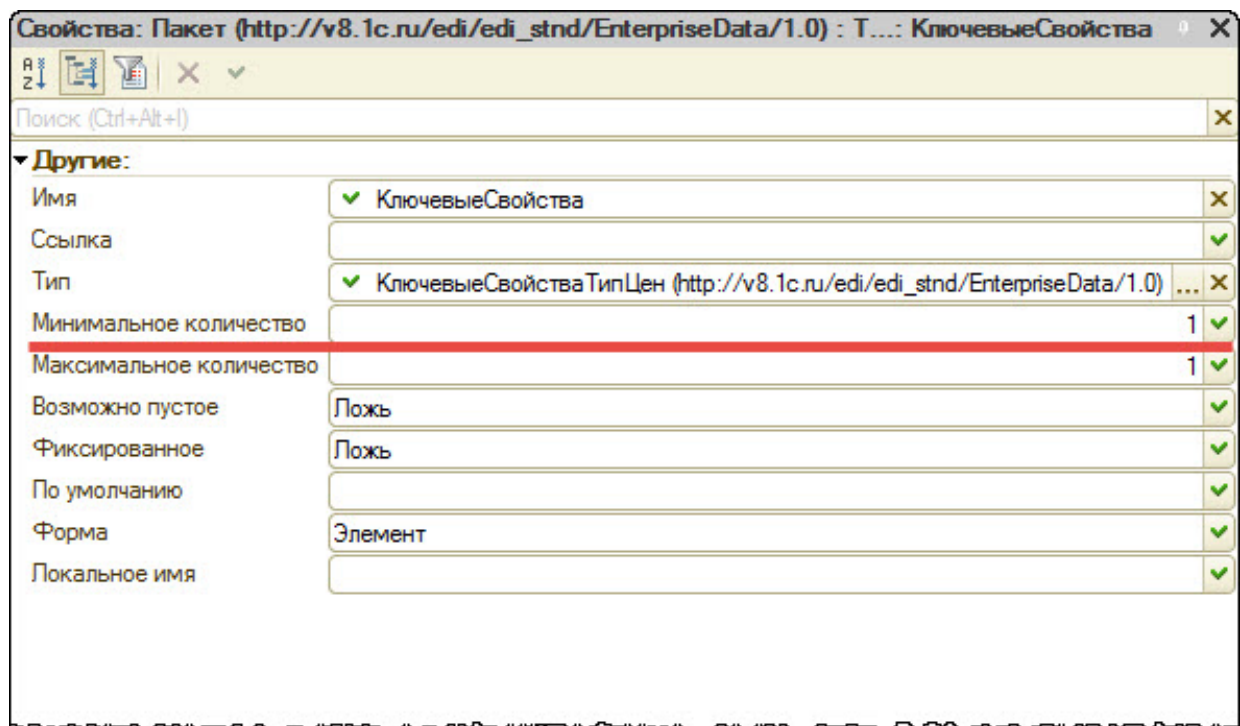 Свойства: Пакет (http://v8.1c.ru/edi/edi_stnd/EnterpriseData/1.0) : Т...: КлючевыеСвойства
Поиск (Ctrl+Alt+I)
Другие:
Имя КлючевыеСвойства
Ссылка
Тип КлючевыеСвойстваТипЦен (http://v8.1c.ru/edi/edi_stnd/EnterpriseData/1.0) ...
Минимальное количество 1
Максимальное количество 1
Возможно пустое Ложь
Фиксированное Ложь
По умолчанию
Форма Элемент
Локальное имя